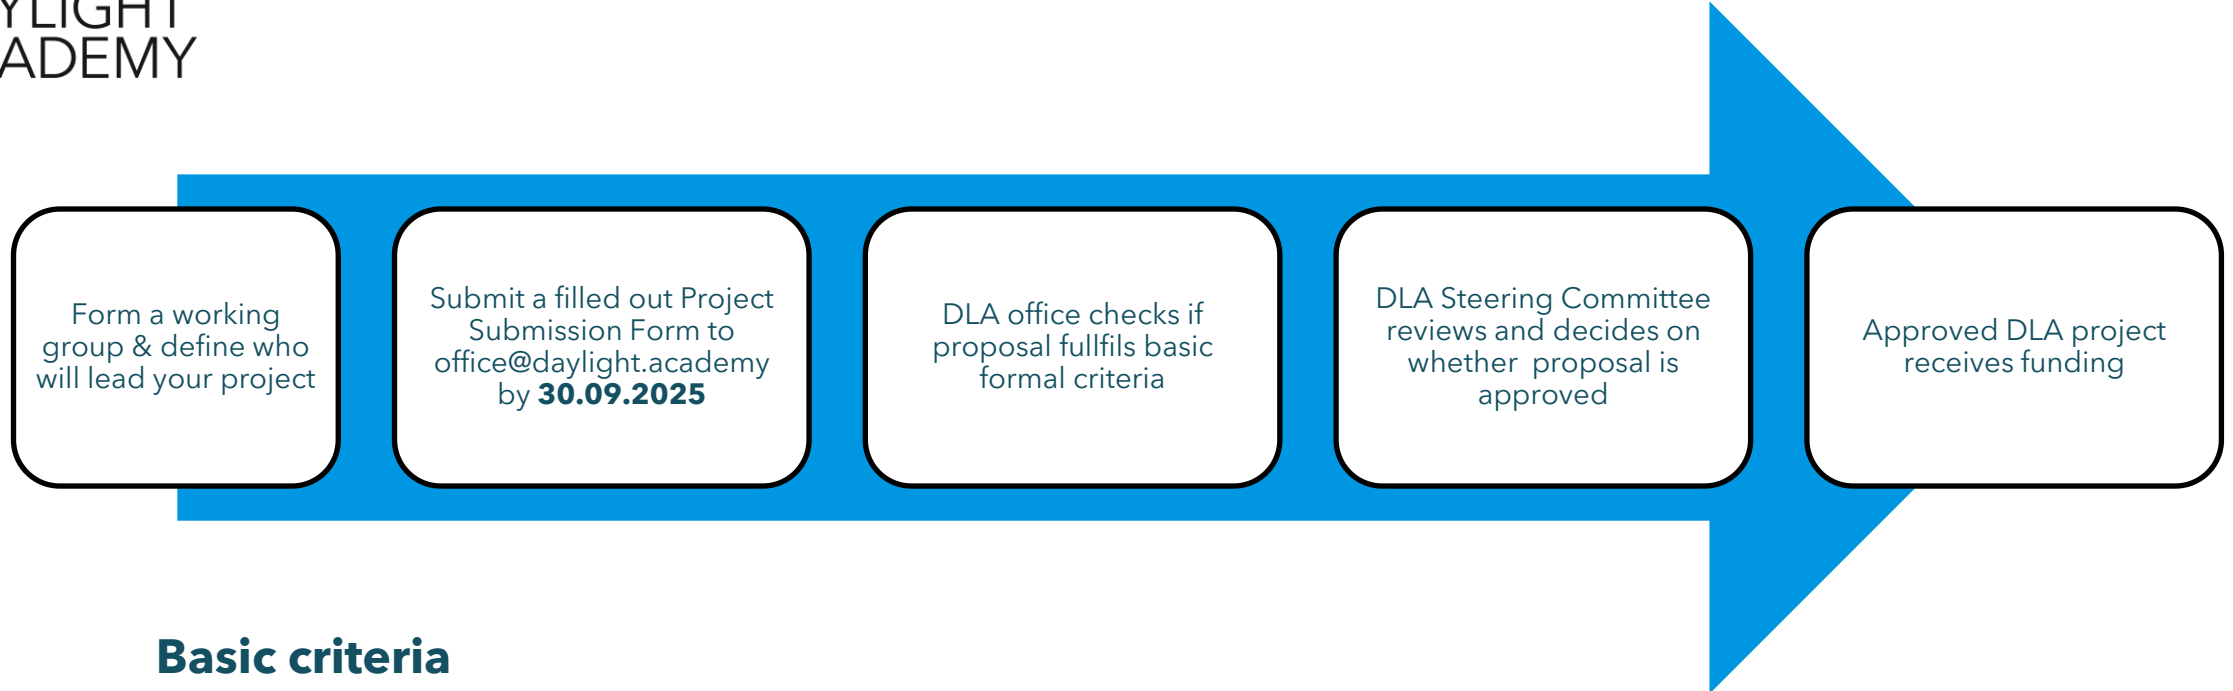 YLIGHT
ADEMY
Form a working
group & define who
will lead your project
Submit a filled out Project
Submission Form to
office@daylight.academy
by 30.09.2025
DLA office checks if
proposal fullfils basic
formal criteria
DLA Steering Committee
reviews and decides on
whether  proposal is
approved
Approved DLA project
receives funding
Basic criteria